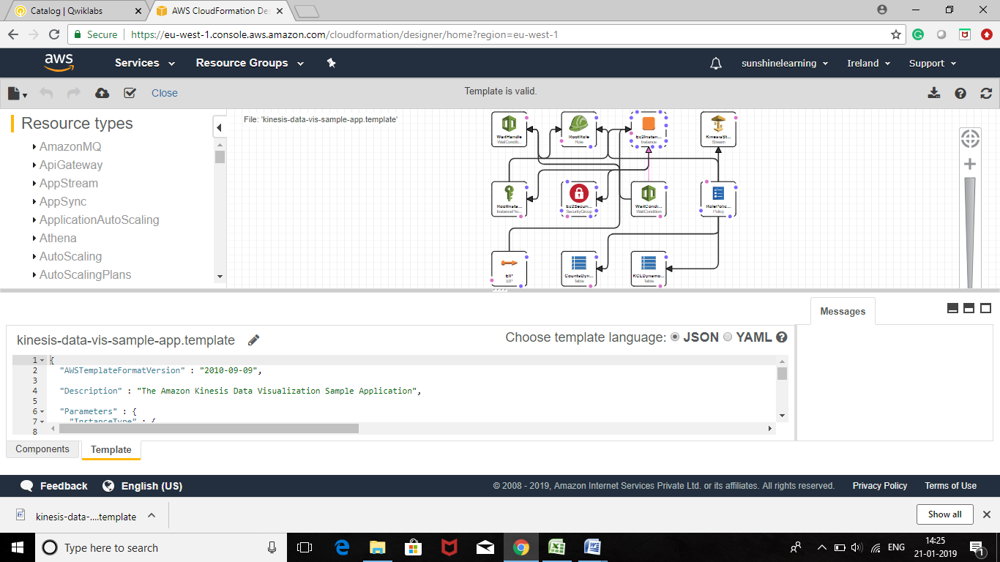 Catalog | Qwiklabs
AWS CloudFormation De
Secure
https://eu-west-1.console.aws.amazon.com/cloudformation/designer/home?region=eu-west-1
aws
Services
Resource Groups
sunshinelearning
Ireland
Support
Close
Template is valid.
Resource types
AmazonMQ
ApiGateway
AppStream
AppSync
ApplicationAutoScaling
Athena
AutoScaling
AutoScalingPlans
File: 'kinesis-data-vis-sample-app.template'
WaitHandle
WaitConditi...
RootRole
Role
Ec2Instan...
Instance
KinesisSt...
Stream
RootInsta...
InstancePro...
Ec2Secur...
SecurityGroup
WaitCondi...
WaitCondition
RolePolic...
Policy
EIP
EIP
CountsDyn...
Table
KCLDynamo...
Table
Messages
kinesis-data-vis-sample-app.template
Choose template language: JSON YAML
1 {
2 "AWSTemplateFormatVersion" : "2010-09-09",
3
4 "Description" : "The Amazon Kinesis Data Visualization Sample Application",
5
6 "Parameters" : {
7 "InstanceType" : {
8
Components
Template
Feedback
English (US)
© 2008 - 2019, Amazon Internet Services Private Ltd. or its affiliates. All rights reserved.
Privacy Policy
Terms of Use
kinesis-data-....template
Show all
Type here to search
ENG
14:25
21-01-2019
1